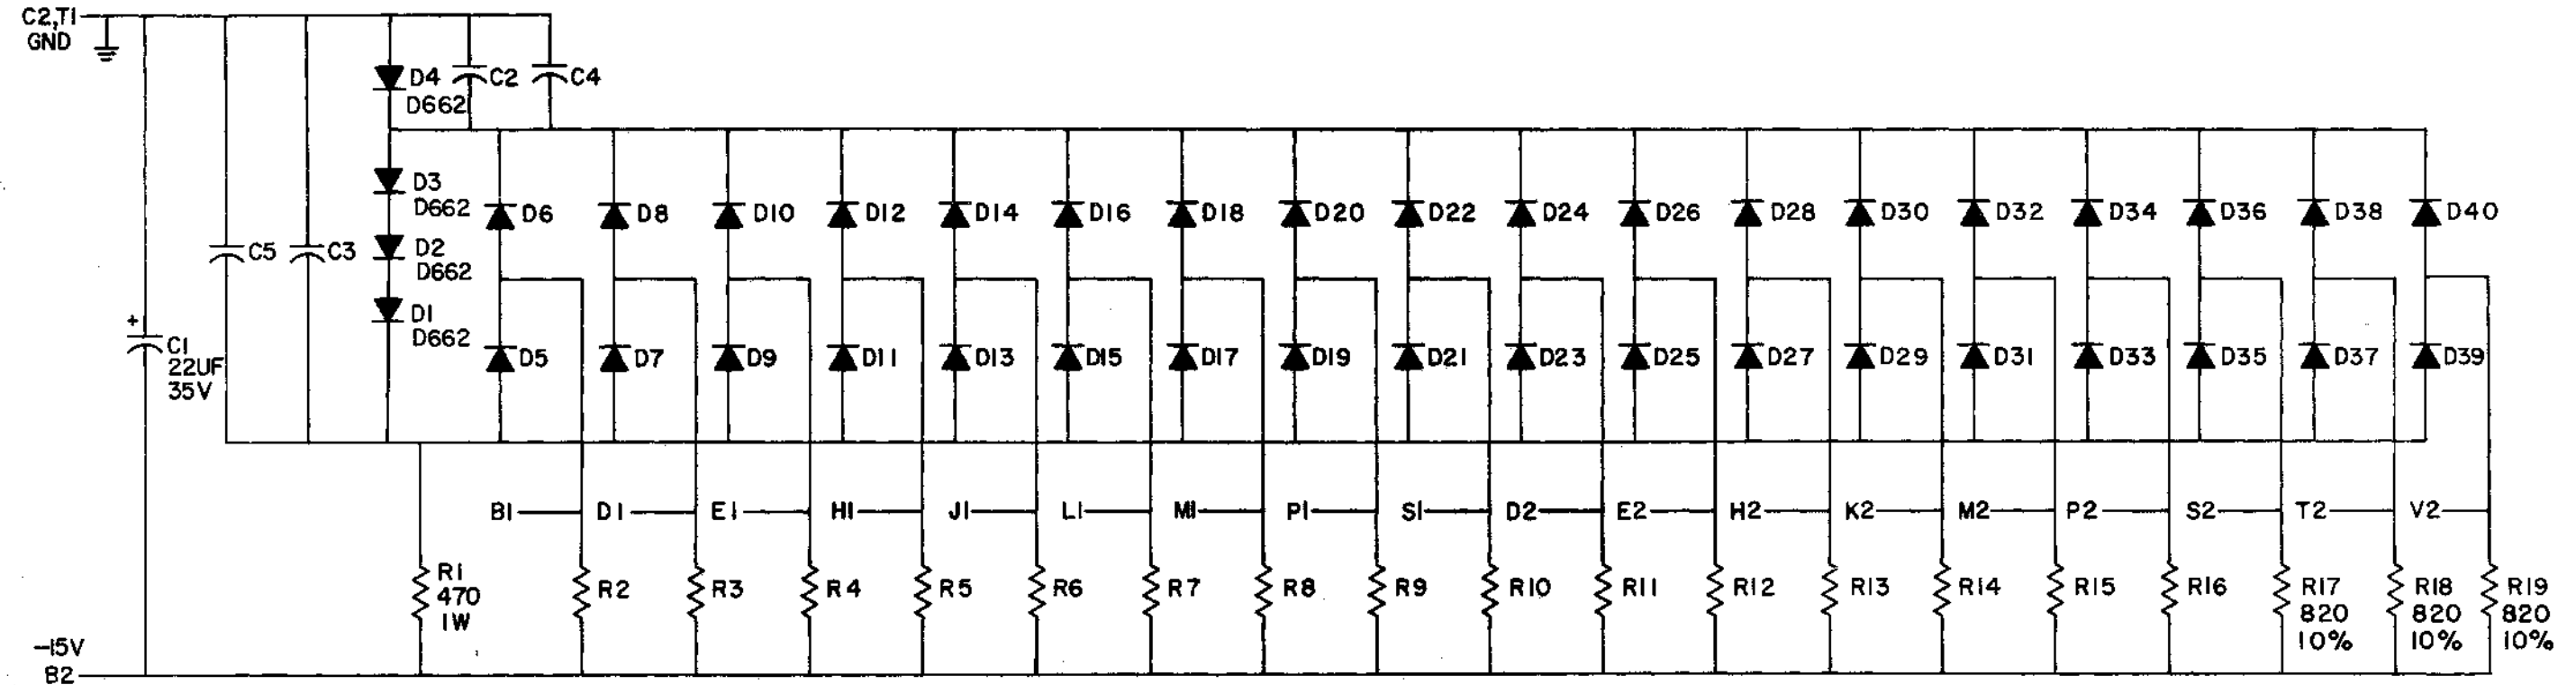 C2,T1
GND
D4
D662
C2
C4
D3
D662
D2
D662
D1
D662
C5
C3
+
C1
22UF
35V
D6
D8
D10
D12
D14
D16
D18
D20
D22
D24
D26
D28
D30
D32
D34
D36
D38
D40
D5
D7
D9
D11
D13
D15
D17
D19
D21
D23
D25
D27
D29
D31
D33
D35
D37
D39
B1
D1
E1
H1
J1
L1
M1
P1
S1
D2
E2
H2
K2
M2
P2
S2
T2
V2
R1
470
1W
R2
R3
R4
R5
R6
R7
R8
R9
R10
R11
R12
R13
R14
R15
R16
R17
820
10%
R18
820
10%
R19
820
10%
-15V
B2